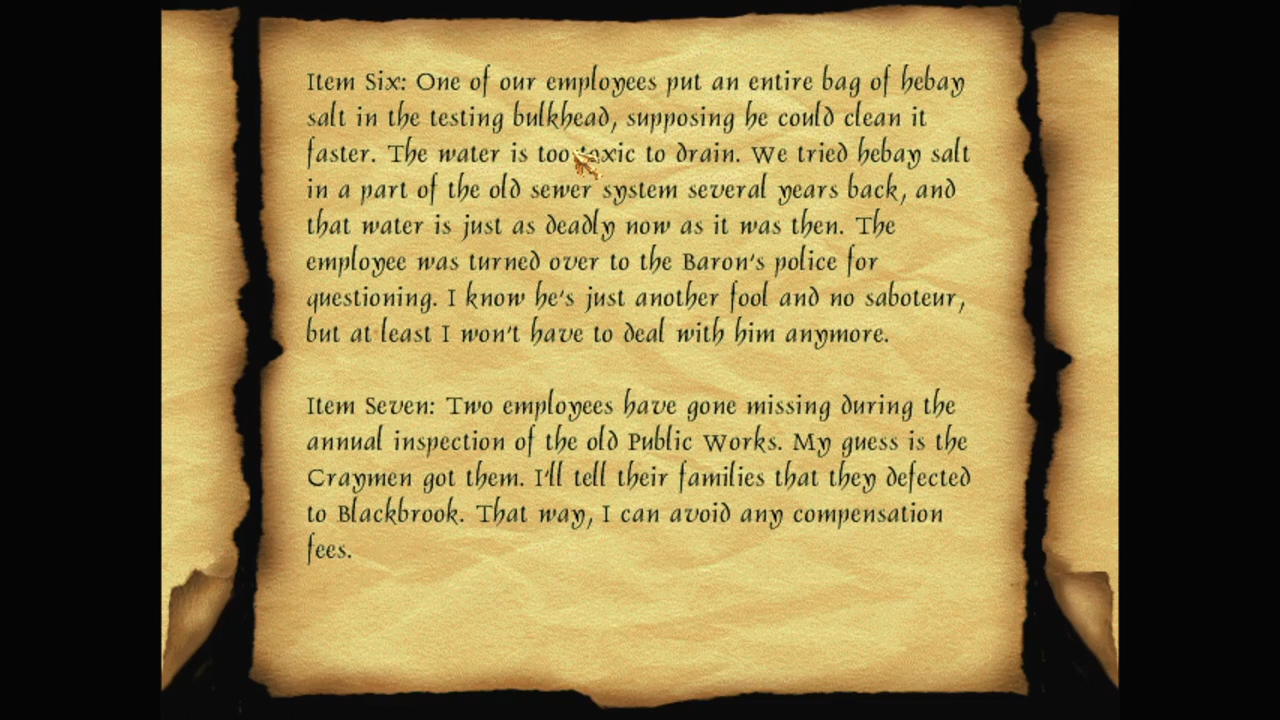 Item Six: One of our employees put an entire bag of hebay
salt in the testing bulkhead, supposing he could clean it
faster. The water is too toxic to drain. We tried hebay salt
in a part of the old sewer system several years back, and
that water is just as deadly now as it was then. The
employee was turned over to the Baron's police for
questioning. I know he's just another fool and no saboteur,
but at least I won't have to deal with him anymore.
Item Seven: Two employees have gone missing during the
annual inspection of the old Public Works. My guess is the
Craymen got them. I'll tell their families that they defected
to Blackbrook. That way, I can avoid any compensation
fees.